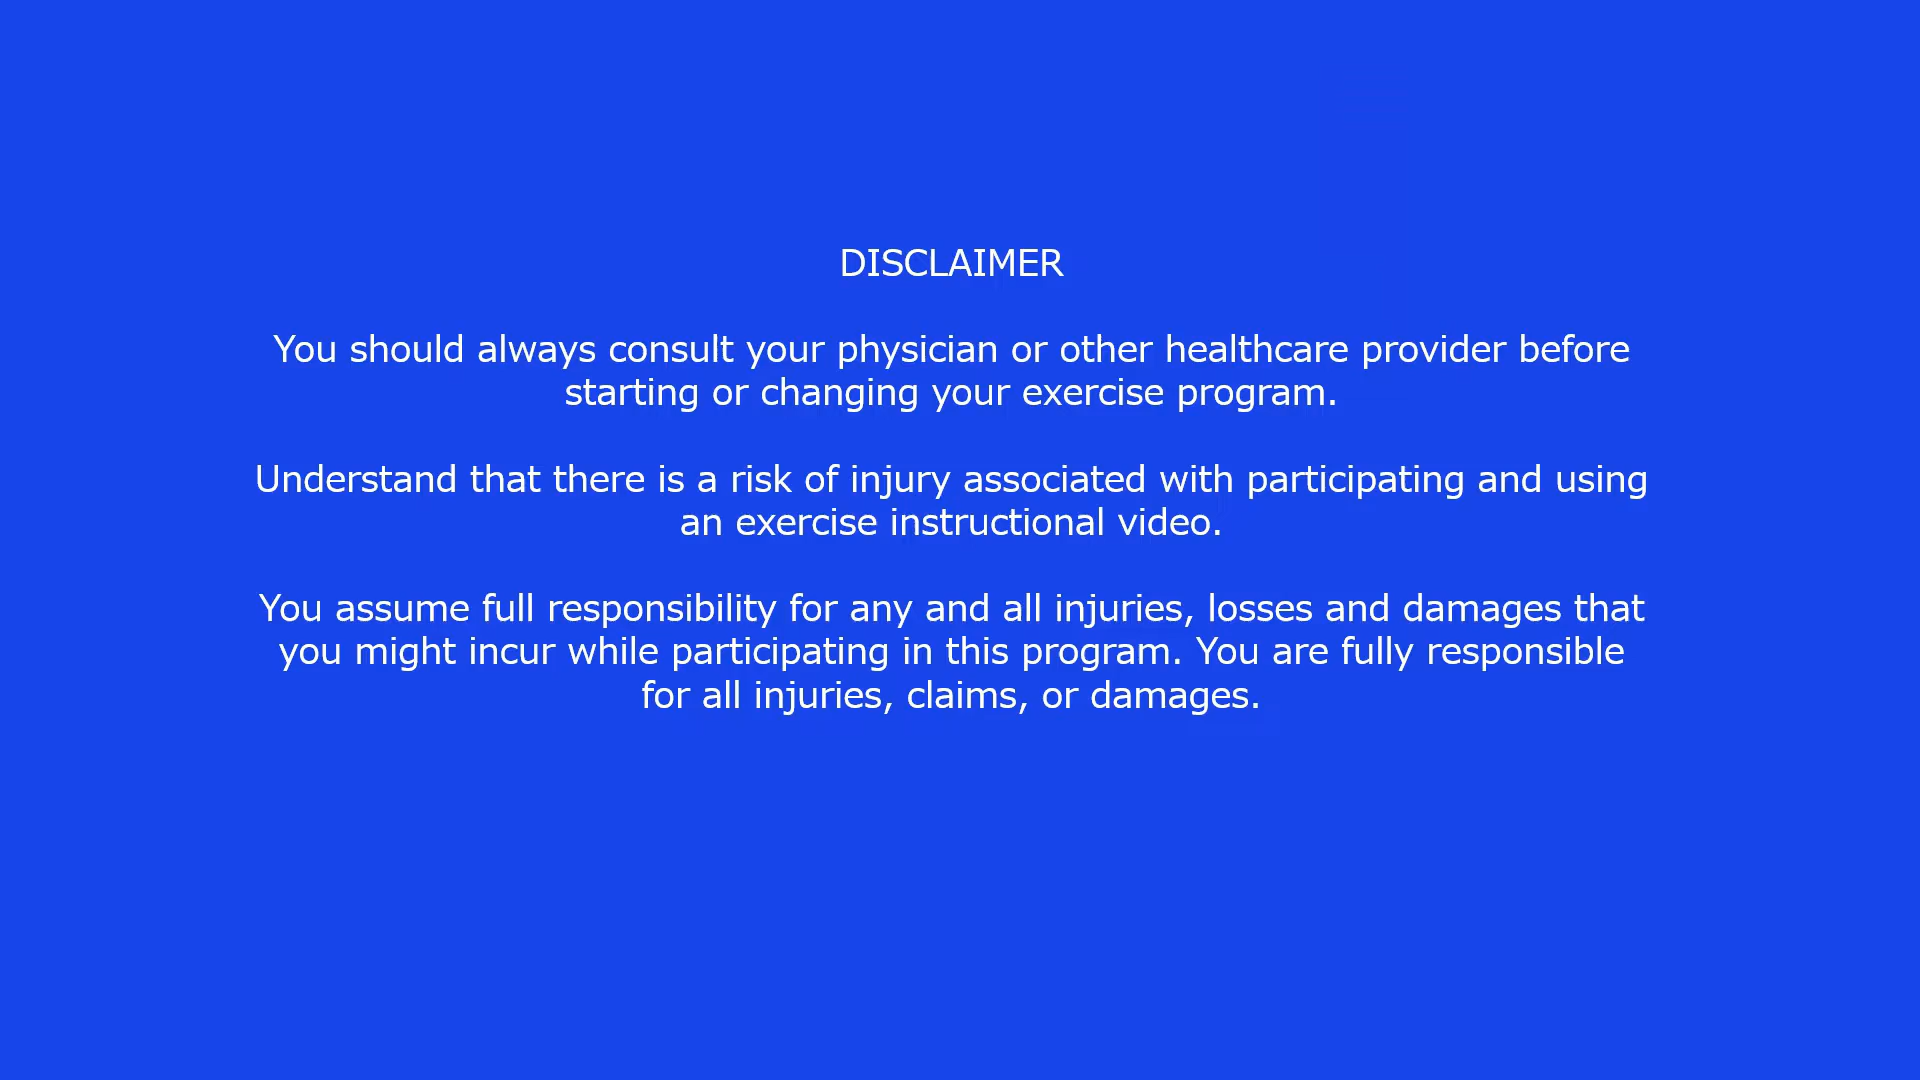 DISCLAIMER
You should always consult your physician or other healthcare provider before
starting or changing your exercise program.
Understand that there is a risk of injury associated with participating and using
an exercise instructional video.
You assume full responsibility for any and all injuries, losses and damages that
you might incur while participating in this program. You are fully responsible
for all injuries, claims, or damages.